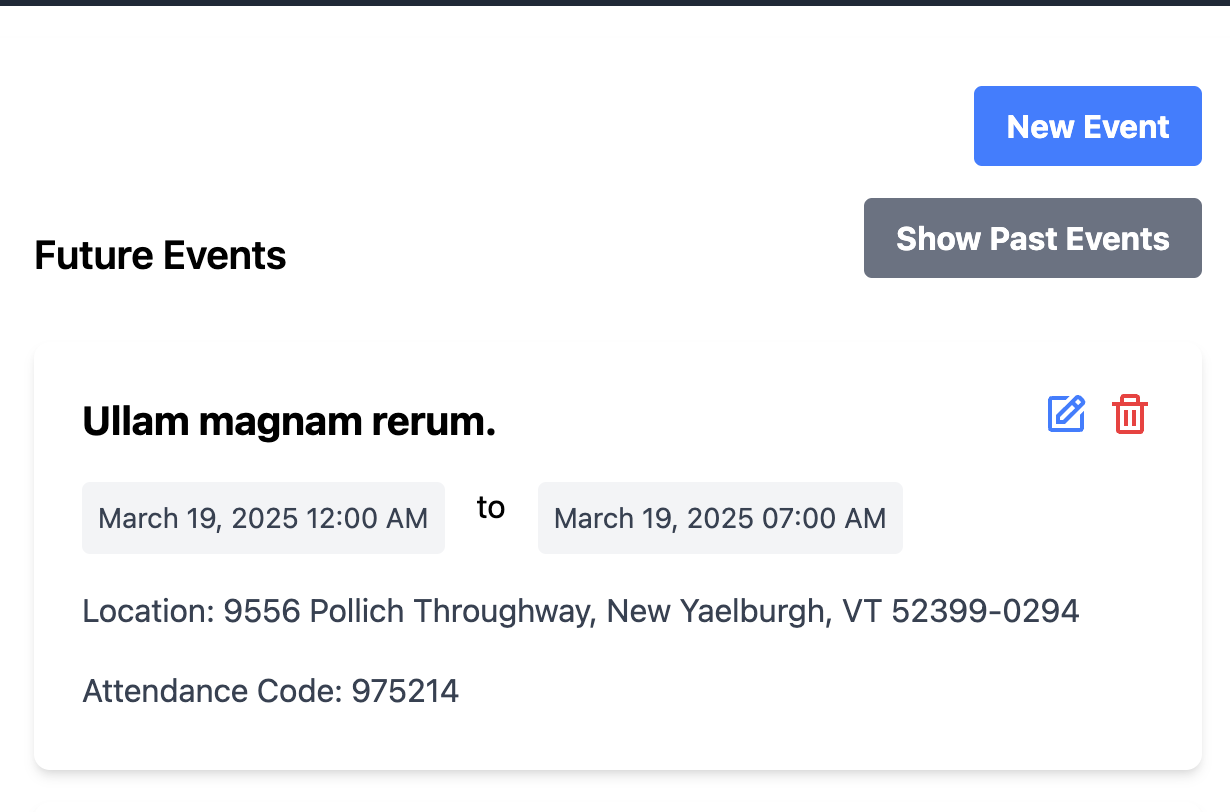 New Event
Future Events
Show Past Events
Ullam magnam rerum.
March 19, 2025 12:00 AM to March 19, 2025 07:00 AM
Location: 9556 Pollich Throughway, New Yaelburgh, VT 52399-0294
Attendance Code: 975214